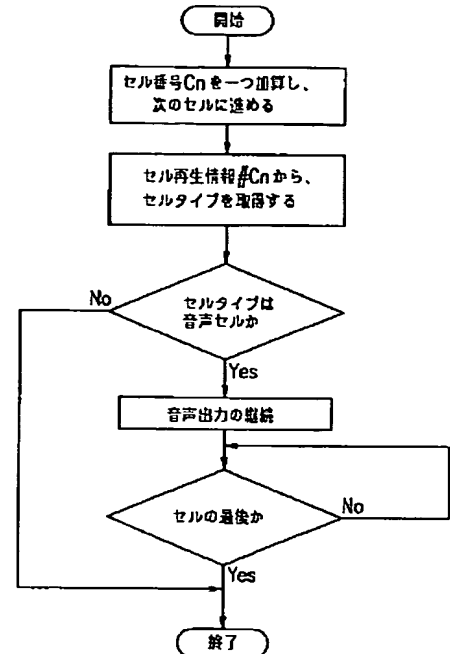 開始
セル番号Cnを一つ加算し、
次のセルに進める
セル再生情報#Cnから、
セルタイプを取得する
セルタイプは
音声セルか
No
Yes
音声出力の継続
セルの最後か
No
Yes
終了